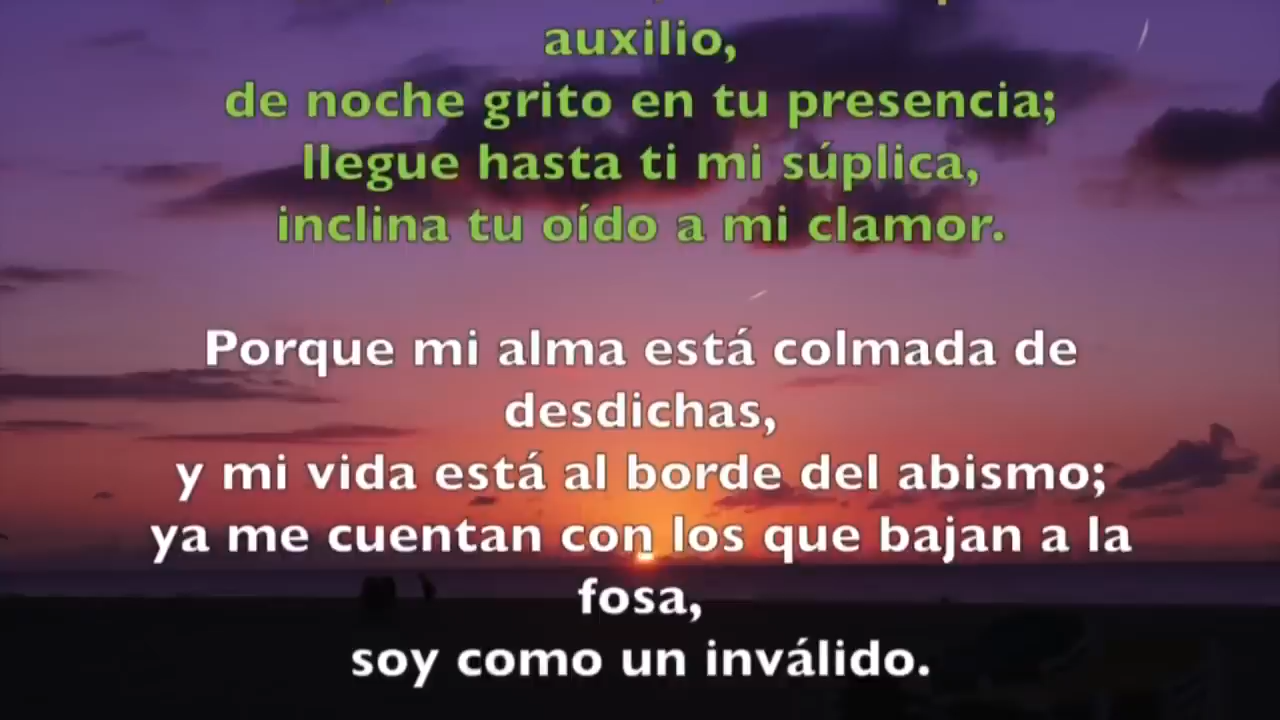 auxilio,
de noche grito en tu presencia;
llegue hasta ti mi súplica,
inclina tu oído a mi clamor.
Porque mi alma está colmada de
desdichas,
y mi vida está al borde del abismo;
ya me cuentan con los que bajan a la
fosa,
soy como un inválido.